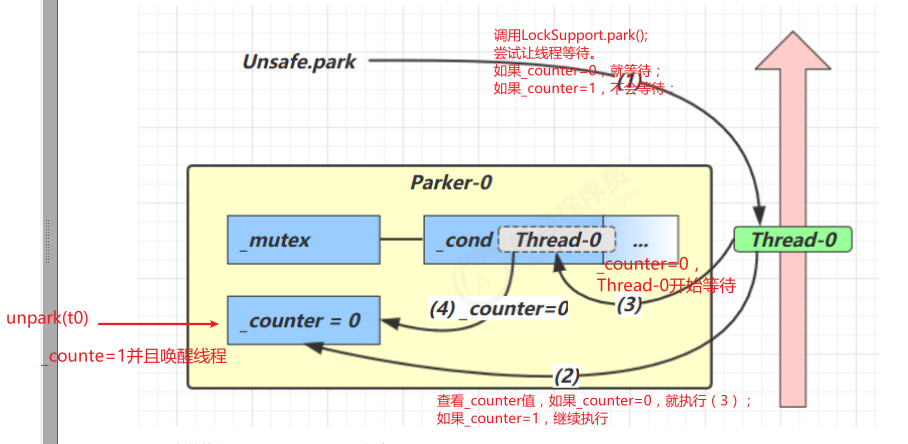 调用LockSupport.park();
尝试让线程等待。
如果_counter=0，就等待；
如果_counter=1，不会等待；
Unsafe.park
(1)
Parker-0
_mutex
_cond
Thread-0
...
Thread-0
_counter=0，
Thread-0开始等待
(3)
(4) _counter=0
_counter = 0
unpark(t0)
_counte=1并且唤醒线程
(2)
查看_counter值，如果_counter=0，就执行（3）；
如果_counter=1，继续执行